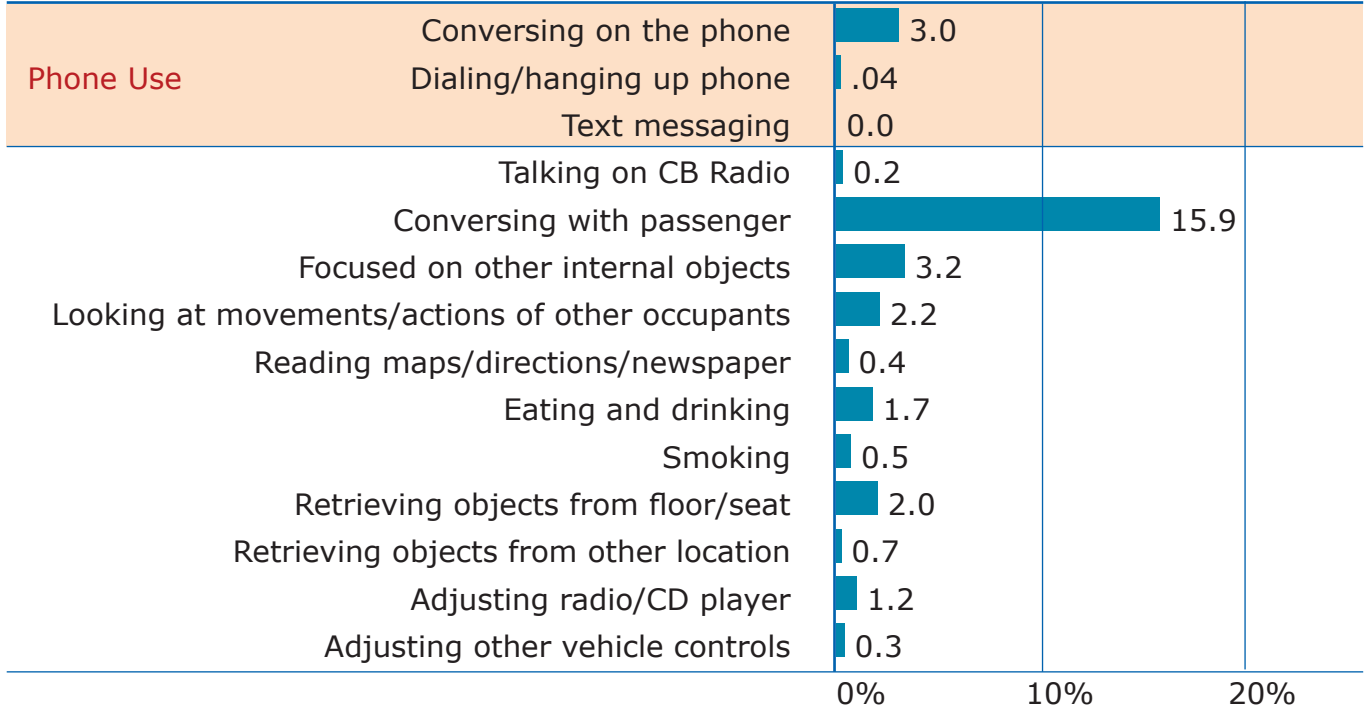 Conversing on the phone 3.0
Phone Use Dialing/hanging up phone .04
Text messaging 0.0
Talking on CB Radio 0.2
Conversing with passenger 15.9
Focused on other internal objects 3.2
Looking at movements/actions of other occupants 2.2
Reading maps/directions/newspaper 0.4
Eating and drinking 1.7
Smoking 0.5
Retrieving objects from floor/seat 2.0
Retrieving objects from other location 0.7
Adjusting radio/CD player 1.2
Adjusting other vehicle controls 0.3
0% 10% 20%